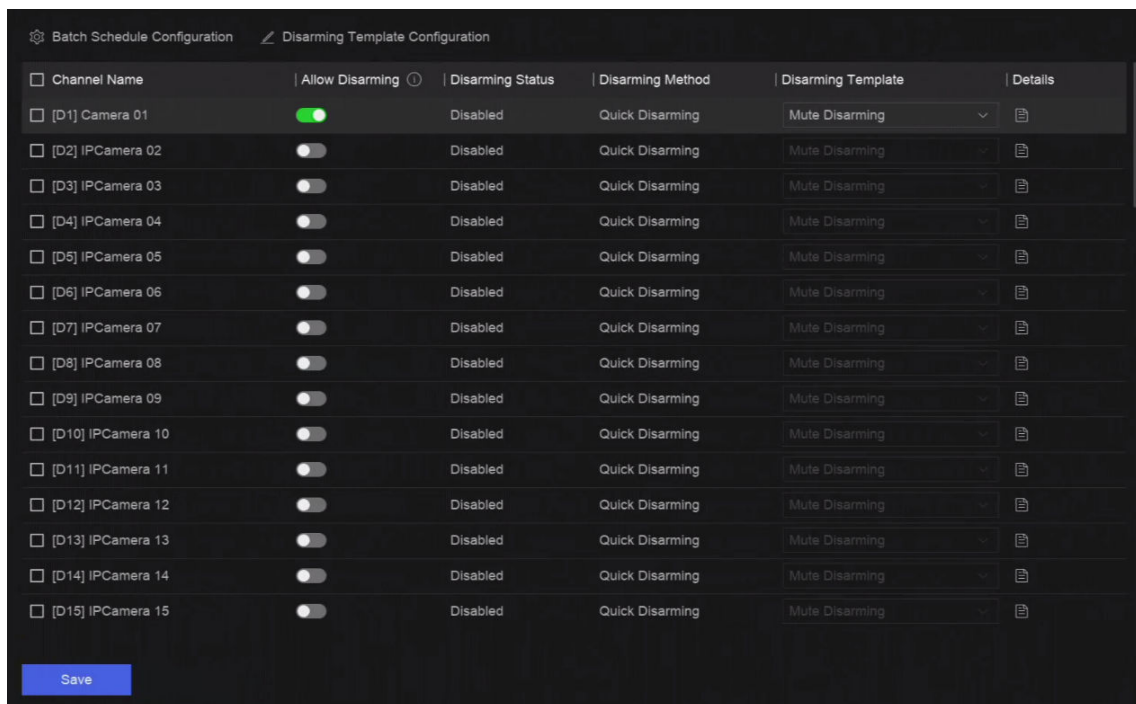 Batch Schedule Configuration Disarming Template Configuration
Channel Name Allow Disarming Disarming Status Disarming Method Disarming Template Details
[D1] Camera 01 Disabled Quick Disarming Mute Disarming
[D2] IPCamera 02 Disabled Quick Disarming Mute Disarming
[D3] IPCamera 03 Disabled Quick Disarming Mute Disarming
[D4] IPCamera 04 Disabled Quick Disarming Mute Disarming
[D5] IPCamera 05 Disabled Quick Disarming Mute Disarming
[D6] IPCamera 06 Disabled Quick Disarming Mute Disarming
[D7] IPCamera 07 Disabled Quick Disarming Mute Disarming
[D8] IPCamera 08 Disabled Quick Disarming Mute Disarming
[D9] IPCamera 09 Disabled Quick Disarming Mute Disarming
[D10] IPCamera 10 Disabled Quick Disarming Mute Disarming
[D11] IPCamera 11 Disabled Quick Disarming Mute Disarming
[D12] IPCamera 12 Disabled Quick Disarming Mute Disarming
[D13] IPCamera 13 Disabled Quick Disarming Mute Disarming
[D14] IPCamera 14 Disabled Quick Disarming Mute Disarming
[D15] IPCamera 15 Disabled Quick Disarming Mute Disarming
Save